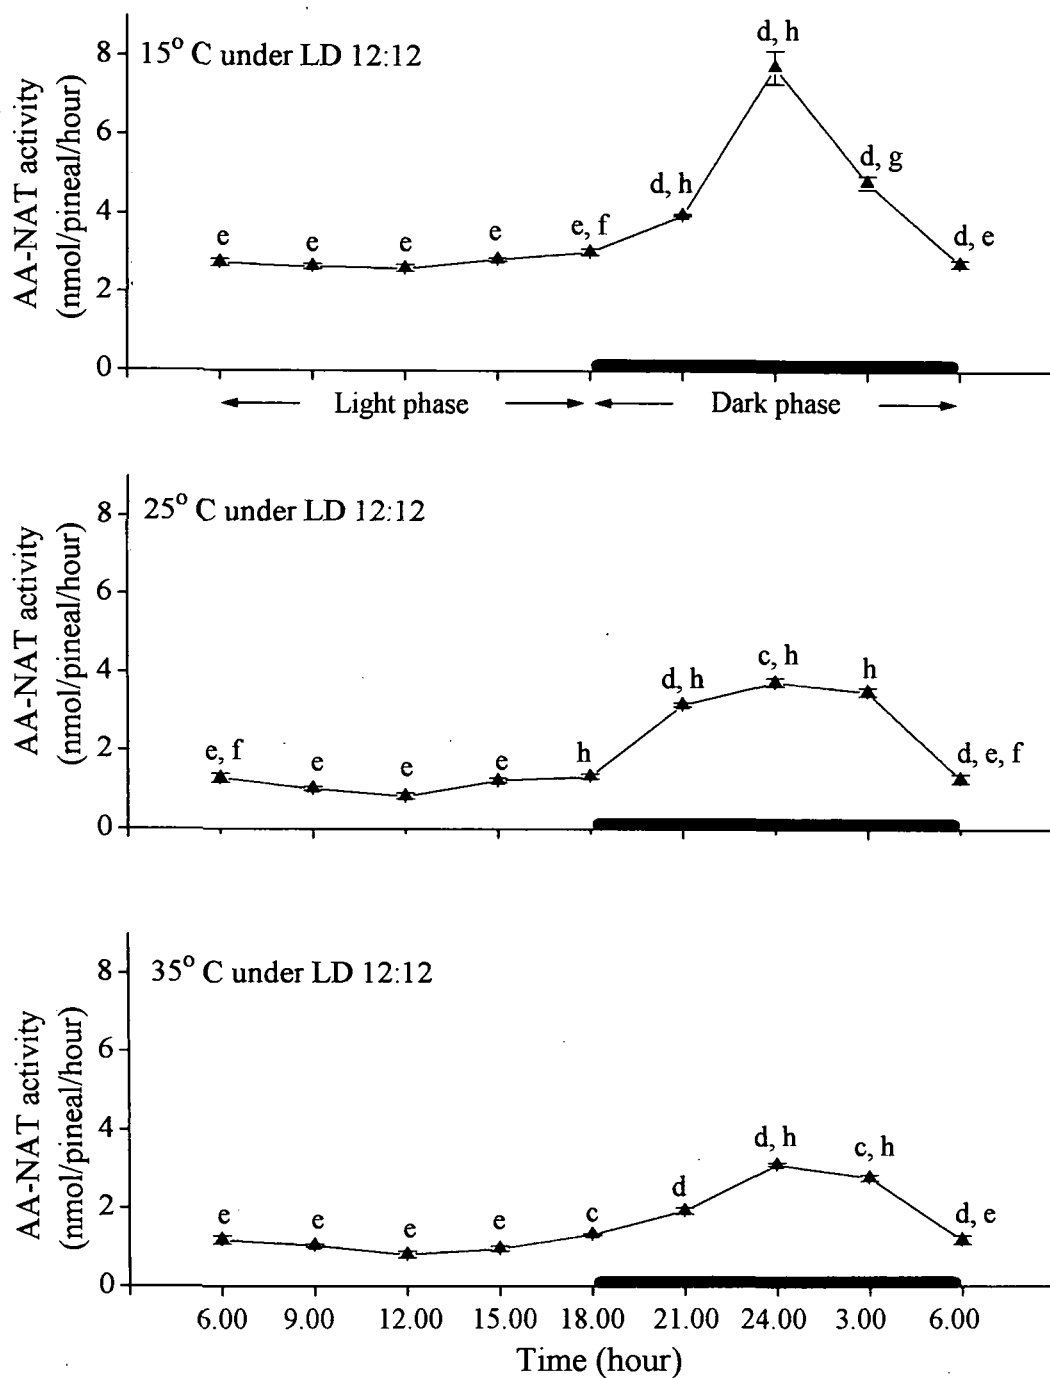 15° C under LD 12:12
AA-NAT activity
(nmol/pineal/hour)
8
6
4
2
0
e
e
e
e
e, f
d, h
d, h
d, g
d, e
Light phase
Dark phase
25° C under LD 12:12
AA-NAT activity
(nmol/pineal/hour)
8
6
4
2
0
e, f
e
e
e
h
d, h
c, h
h
d, e, f
35° C under LD 12:12
AA-NAT activity
(nmol/pineal/hour)
8
6
4
2
0
e
e
e
e
c
d
d, h
c, h
d, e
6.00 9.00 12.00 15.00 18.00 21.00 24.00 3.00 6.00
Time (hour)